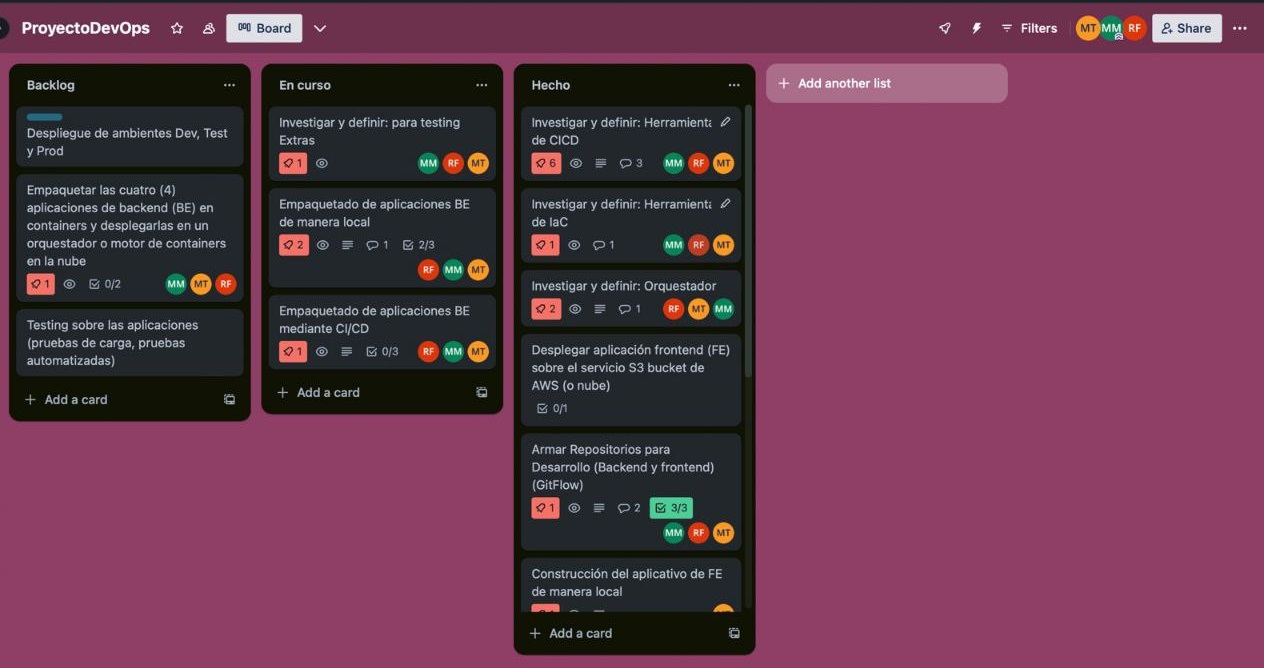 ProyectoDevOps
Board
Filters
MT MM RF
Share
Backlog
Despliegue de ambientes Dev, Test
y Prod
Empaquetar las cuatro (4)
aplicaciones de backend (BE) en
containers y desplegarlas en un
orquestador o motor de containers
en la nube
1 0/2 MM MT RF
Testing sobre las aplicaciones
(pruebas de carga, pruebas
automatizadas)
+ Add a card
En curso
Investigar y definir: para testing
Extras
1 MM RF MT
Empaquetado de aplicaciones BE
de manera local
2 1 2/3
RF MM MT
Empaquetado de aplicaciones BE
mediante CI/CD
1 0/3 RF MM MT
+ Add a card
Hecho
Investigar y definir: Herramienta
de CICD
6 3 MM RF MT
Investigar y definir: Herramienta
de IaC
1 1 MM RF MT
Investigar y definir: Orquestador
2 1 RF MT MM
Desplegar aplicación frontend (FE)
sobre el servicio S3 bucket de
AWS (o nube)
0/1
Armar Repositorios para
Desarrollo (Backend y frontend)
(GitFlow)
1 2 3/3
MM RF MT
Construcción del aplicativo de FE
de manera local
+ Add a card
+ Add another list